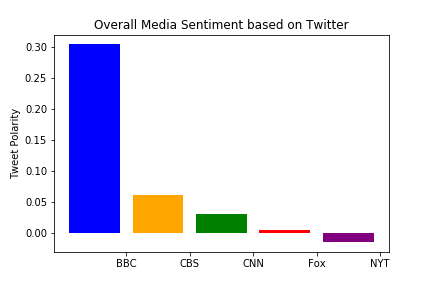 Overall Media Sentiment based on Twitter
Tweet Polarity
0.30
0.25
0.20
0.15
0.10
0.05
0.00
BBC CBS CNN Fox NYT